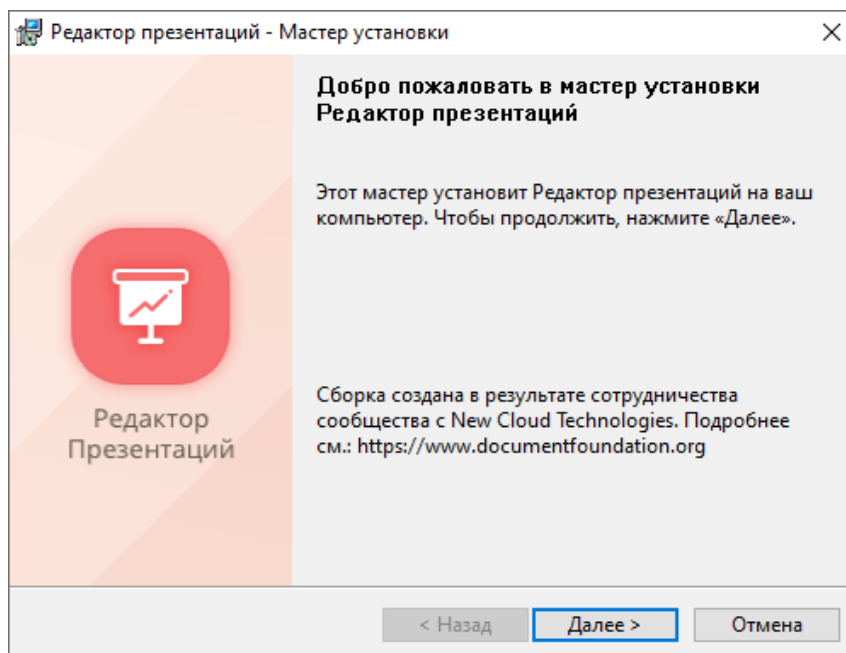 Редактор презентаций - Мастер установки
Добро пожаловать в мастер установки
Редактор презентаций
Этот мастер установит Редактор презентаций на ваш
компьютер. Чтобы продолжить, нажмите «Далее».
Редактор
Презентаций
Сборка создана в результате сотрудничества
сообщества с New Cloud Technologies. Подробнее
см.: https://www.documentfoundation.org
< Назад
Далее >
Отмена